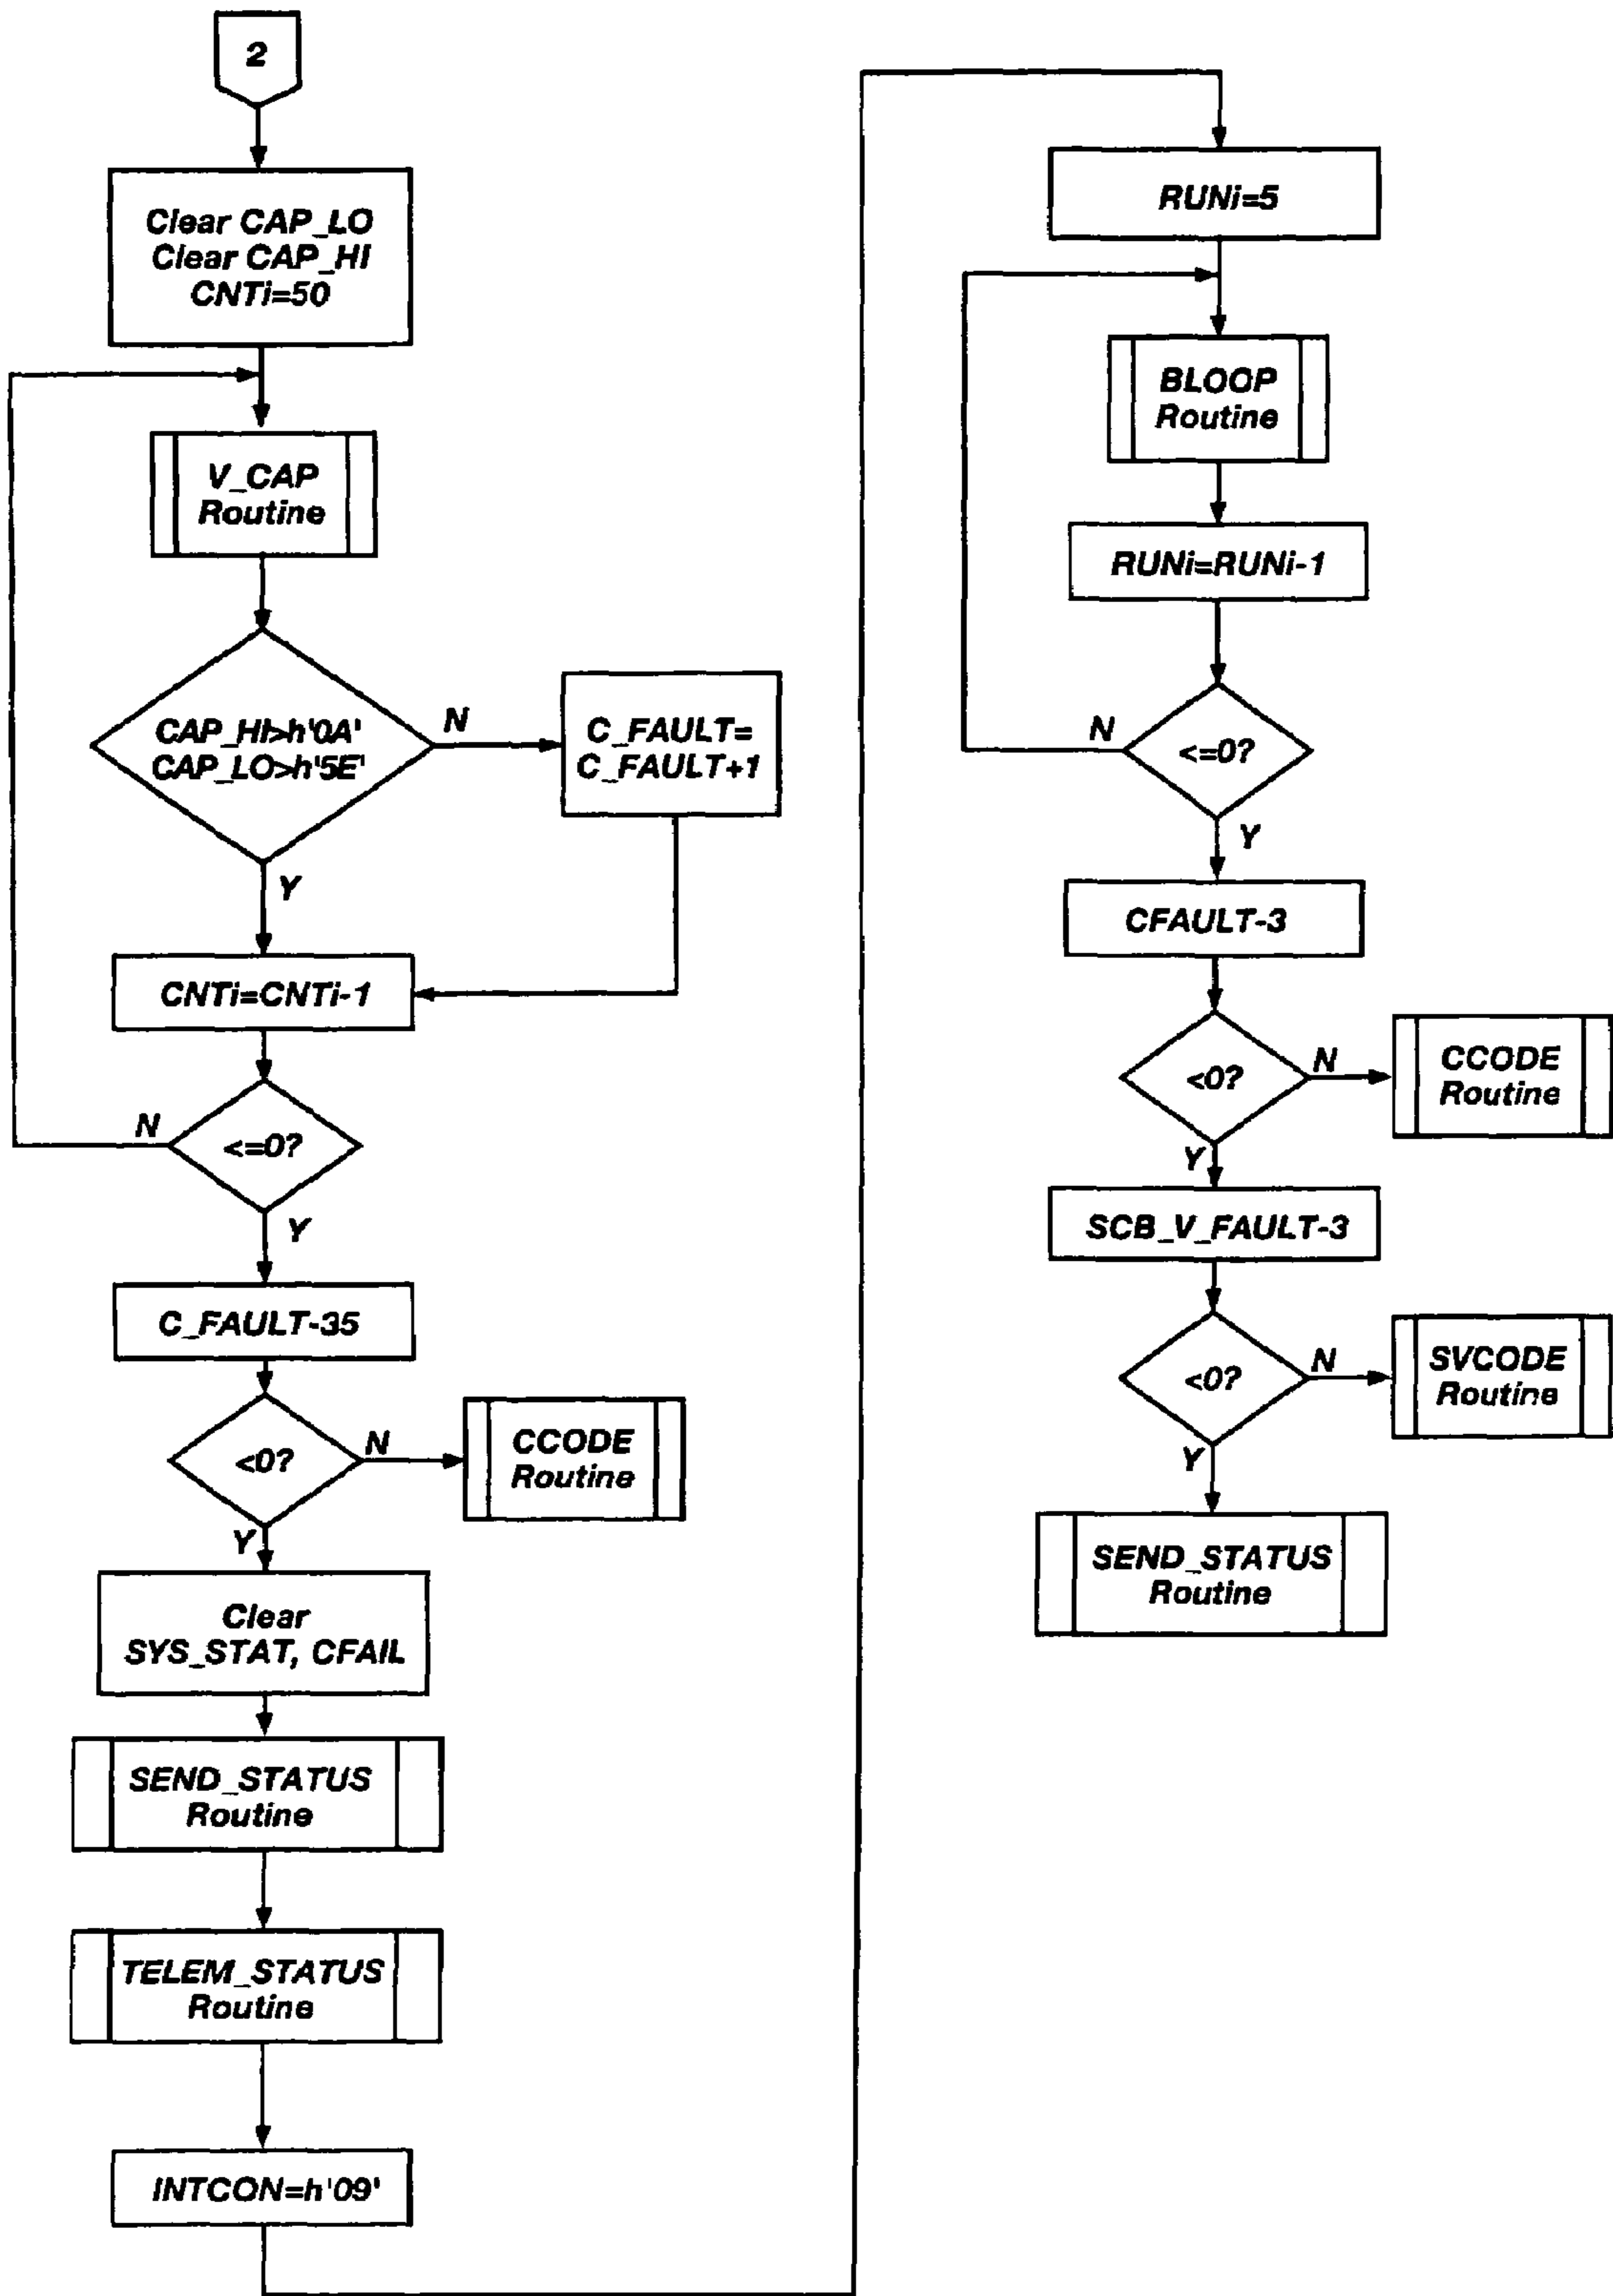 2
Clear CAP_LO
Clear CAP_HI
CNTi=50
V_CAP
Routine
CAP_HI>h'0A'
CAP_LO>h'5E'
N
C_FAULT=
C_FAULT+1
Y
CNTi=CNTi-1
N
<=0?
Y
C_FAULT-35
<0?
N
CCODE
Routine
Y
Clear
SYS_STAT, CFAIL
SEND_STATUS
Routine
TELEM_STATUS
Routine
INTCON=h'09'
RUNi=5
BLOOP
Routine
RUNi=RUNi-1
N
<=0?
Y
CFAULT-3
<0?
N
CCODE
Routine
Y
SCB_V_FAULT-3
<0?
N
SVCODE
Routine
Y
SEND_STATUS
Routine